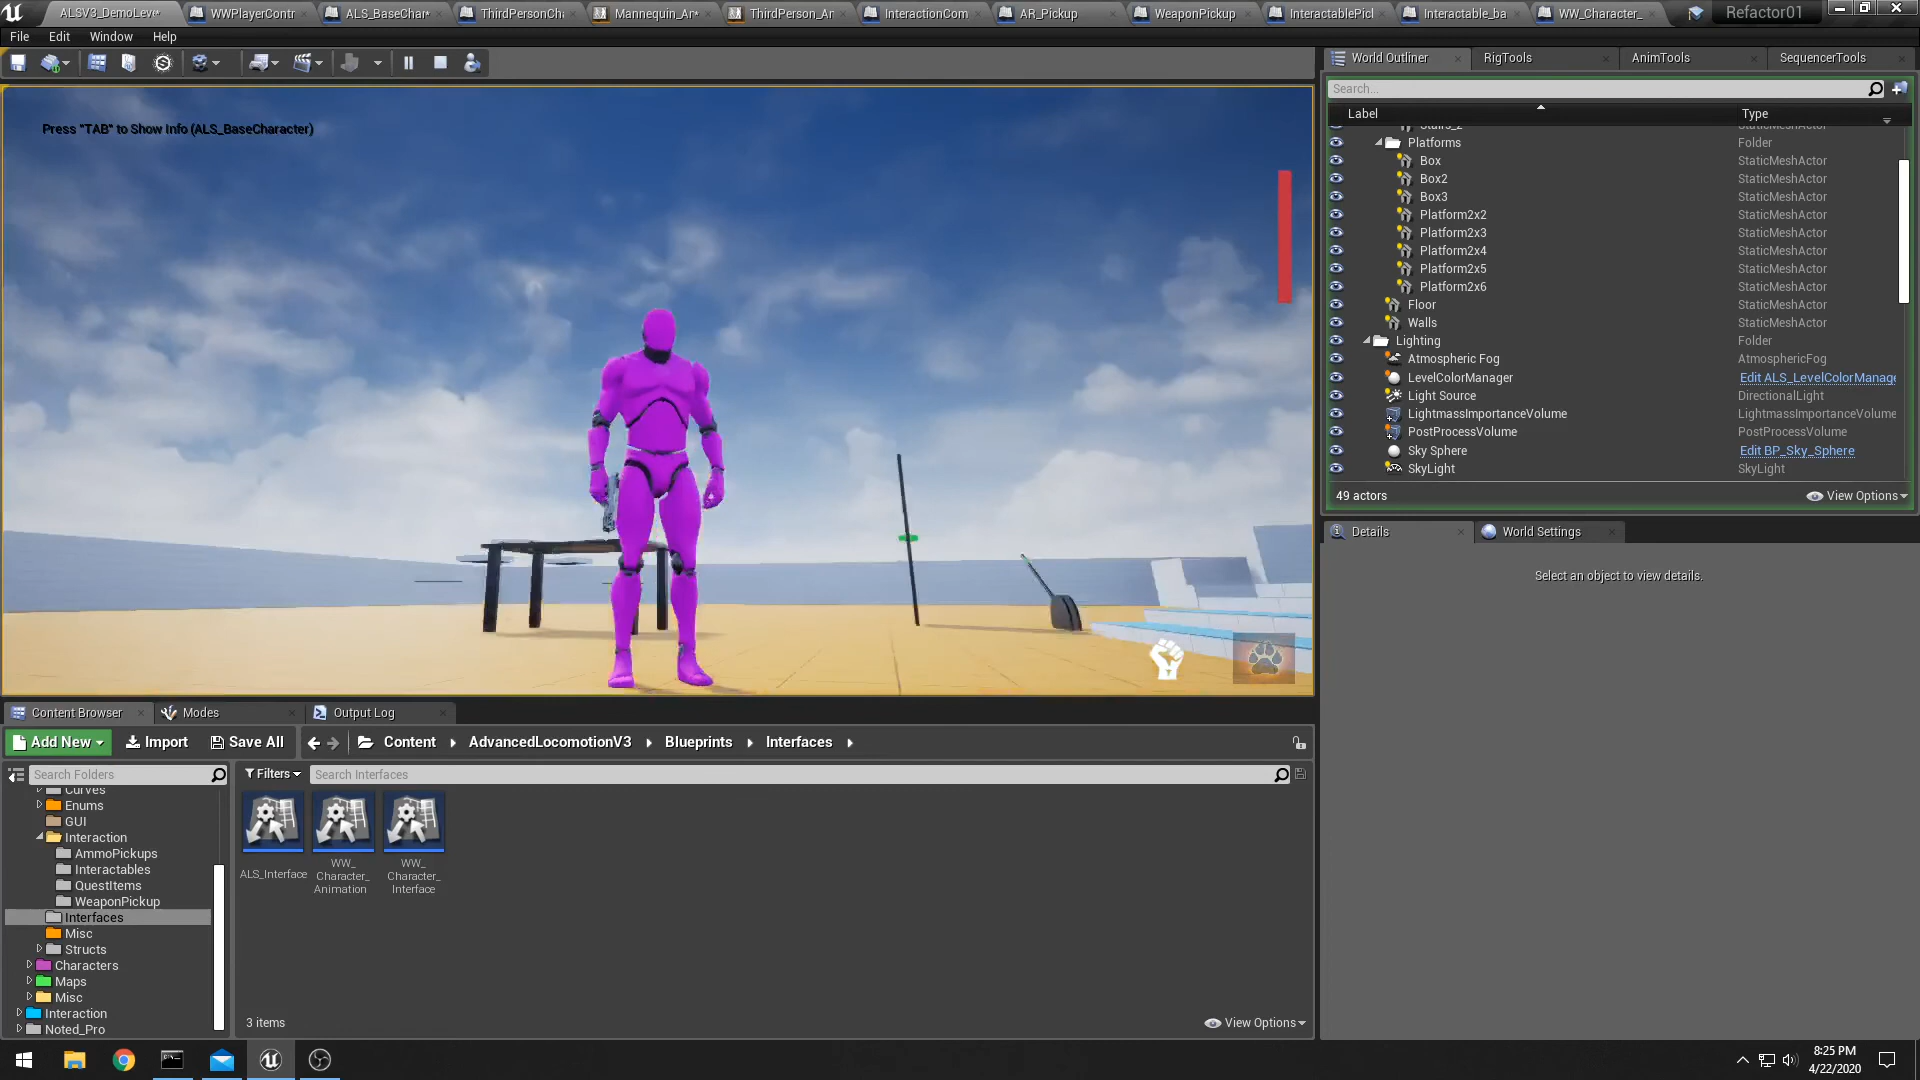 ALSV3_DemoLeve*
WWPlayerContr
ALS_BaseChar*
ThirdPersonCh
Mannequin_An*
ThirdPerson_An
InteractionCom
AR_Pickup
WeaponPickup
InteractablePicl
Interactable_ba
WW_Character_
Refactor01
File Edit Window Help
Press "TAB" to Show Info (ALS_BaseCharacter)
World Outliner
RigTools
AnimTools
SequencerTools
Search...
Label
Type
Stairs_2 StaticMeshActor
Platforms Folder
Box StaticMeshActor
Box2 StaticMeshActor
Box3 StaticMeshActor
Platform2x2 StaticMeshActor
Platform2x3 StaticMeshActor
Platform2x4 StaticMeshActor
Platform2x5 StaticMeshActor
Platform2x6 StaticMeshActor
Floor StaticMeshActor
Walls StaticMeshActor
Lighting Folder
Atmospheric Fog AtmosphericFog
LevelColorManager Edit ALS_LevelColorManage
Light Source DirectionalLight
LightmassImportanceVolume LightmassImportanceVolume
PostProcessVolume PostProcessVolume
Sky Sphere Edit BP_Sky_Sphere
SkyLight SkyLight
49 actors
View Options
Details
World Settings
Select an object to view details.
Content Browser
Modes
Output Log
Add New
Import
Save All
Content
AdvancedLocomotionV3
Blueprints
Interfaces
Search Folders
Filters
Search Interfaces
Curves
Enums
GUI
Interaction
AmmoPickups
Interactables
QuestItems
WeaponPickup
Interfaces
Misc
Structs
Characters
Maps
Misc
Interaction
Noted_Pro
ALS_Interface
WW_
Character_
Animation
WW_
Character_
Interface
3 items
View Options
8:25 PM
4/22/2020